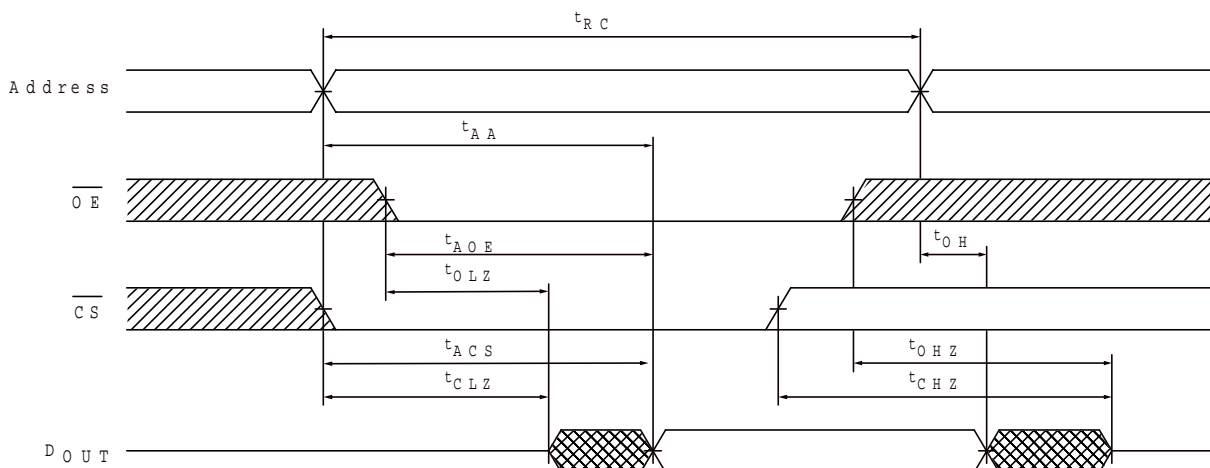 tRC
Address
tAA
OE
tAOE
tOH
tOLZ
CS
tACS
tOHZ
tCLZ
tCHZ
DOUT